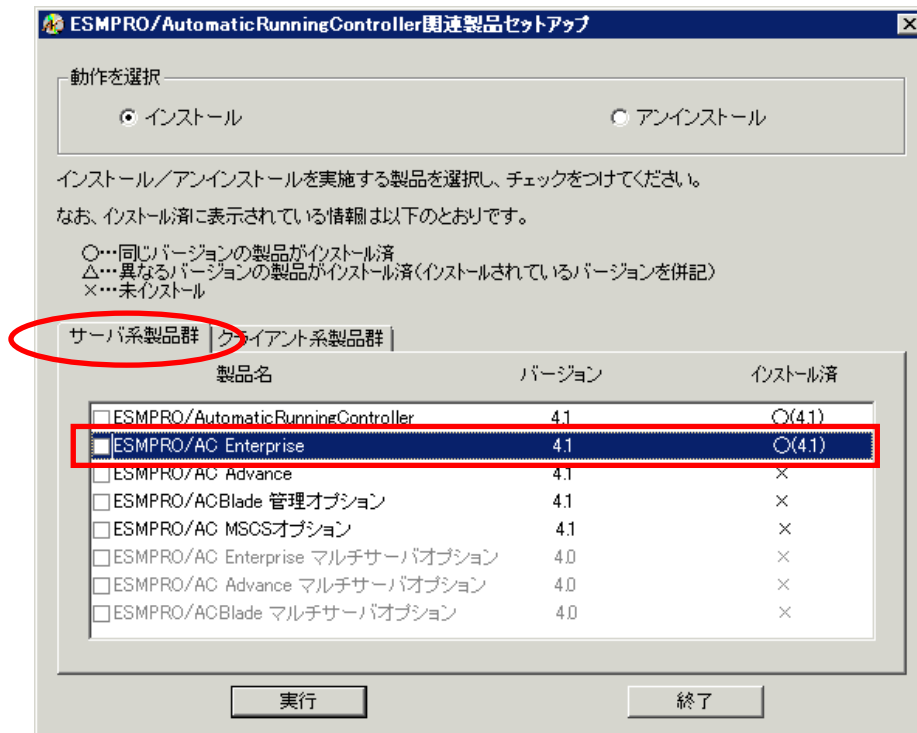 ESMPRO/AutomaticRunningController関連製品セットアップ
動作を選択
インストール アンインストール
インストール／アンインストールを実施する製品を選択し、チェックをつけてください。
なお、インストール済に表示されている情報は以下のとおりです。
○…同じバージョンの製品がインストール済
△…異なるバージョンの製品がインストール済(インストールされているバージョンを併記)
×…未インストール
サーバ系製品群 クライアント系製品群
製品名 バージョン インストール済
ESMPRO/AutomaticRunningController 4.1 ○(4.1)
ESMPRO/AC Enterprise 4.1 ○(4.1)
ESMPRO/AC Advance 4.1 ×
ESMPRO/ACBlade 管理オプション 4.1 ×
ESMPRO/AC MSCSオプション 4.1 ×
ESMPRO/AC Enterprise マルチサーバオプション 4.0 ×
ESMPRO/AC Advance マルチサーバオプション 4.0 ×
ESMPRO/ACBlade マルチサーバオプション 4.0 ×
実行 終了